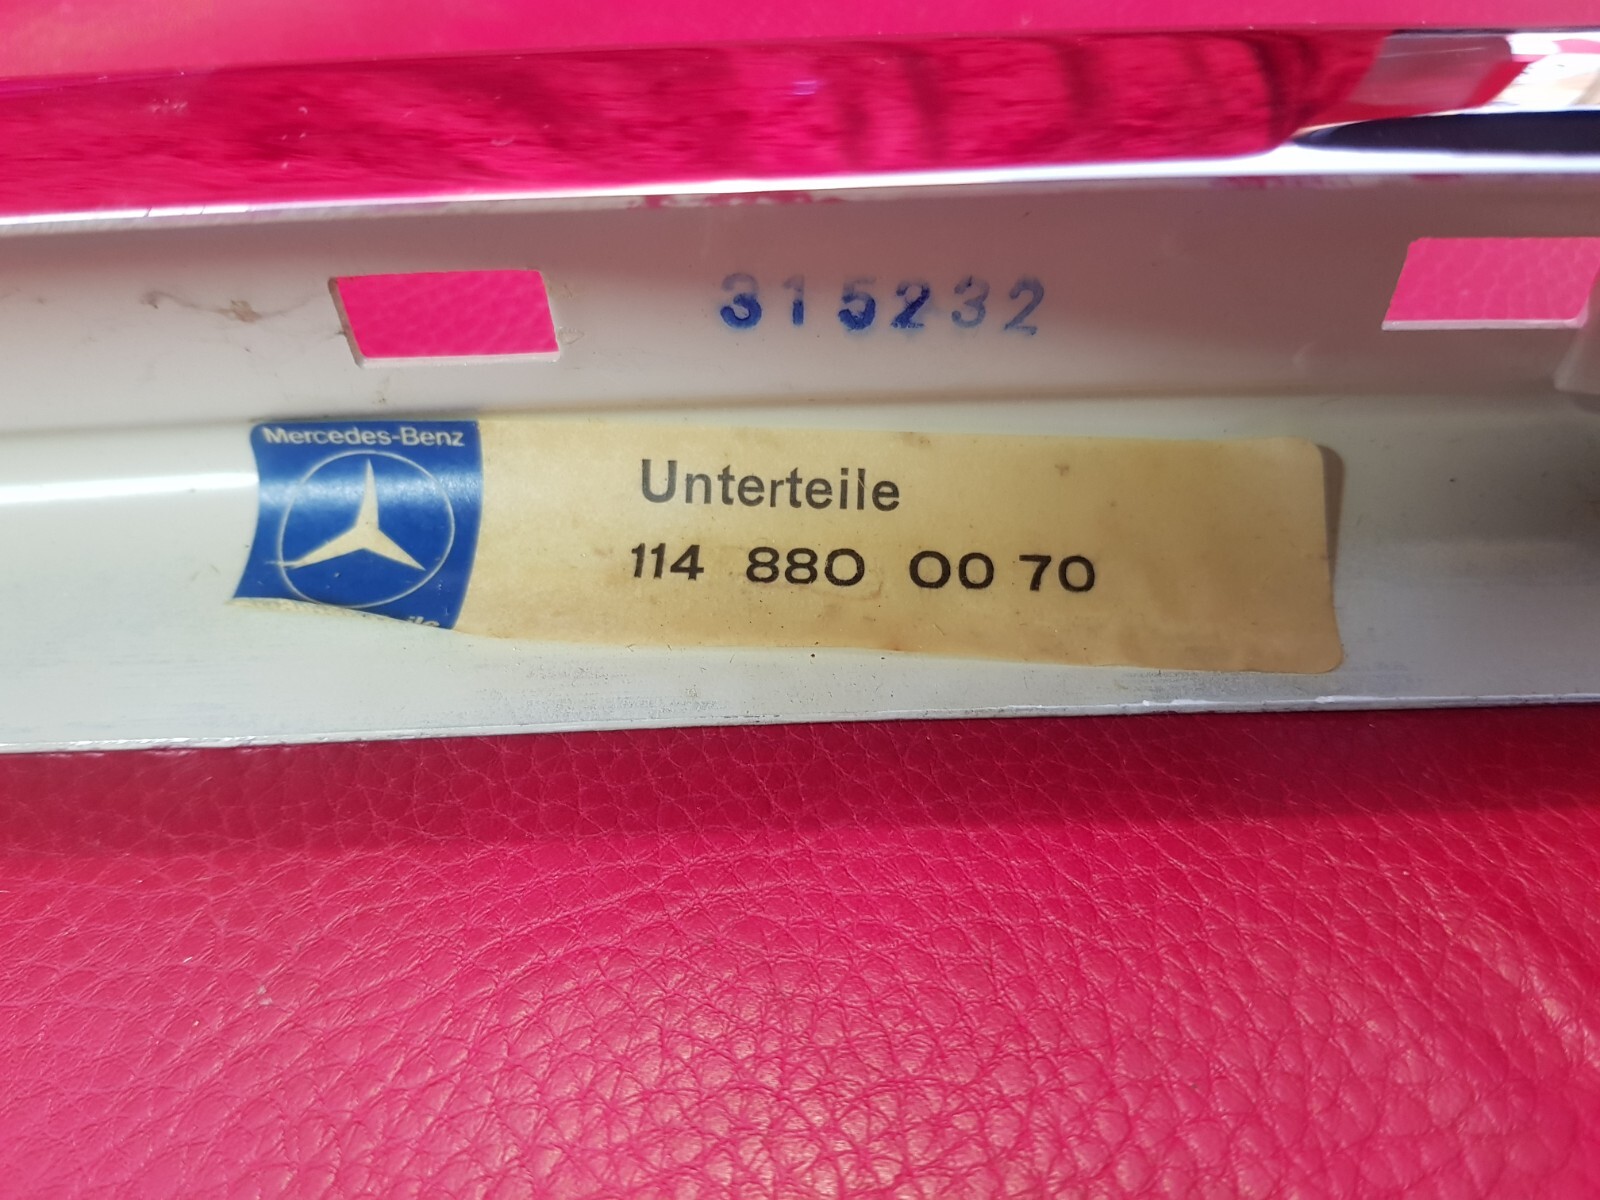 315232
Mercedes-Benz
Unterteile
114 880 00 70